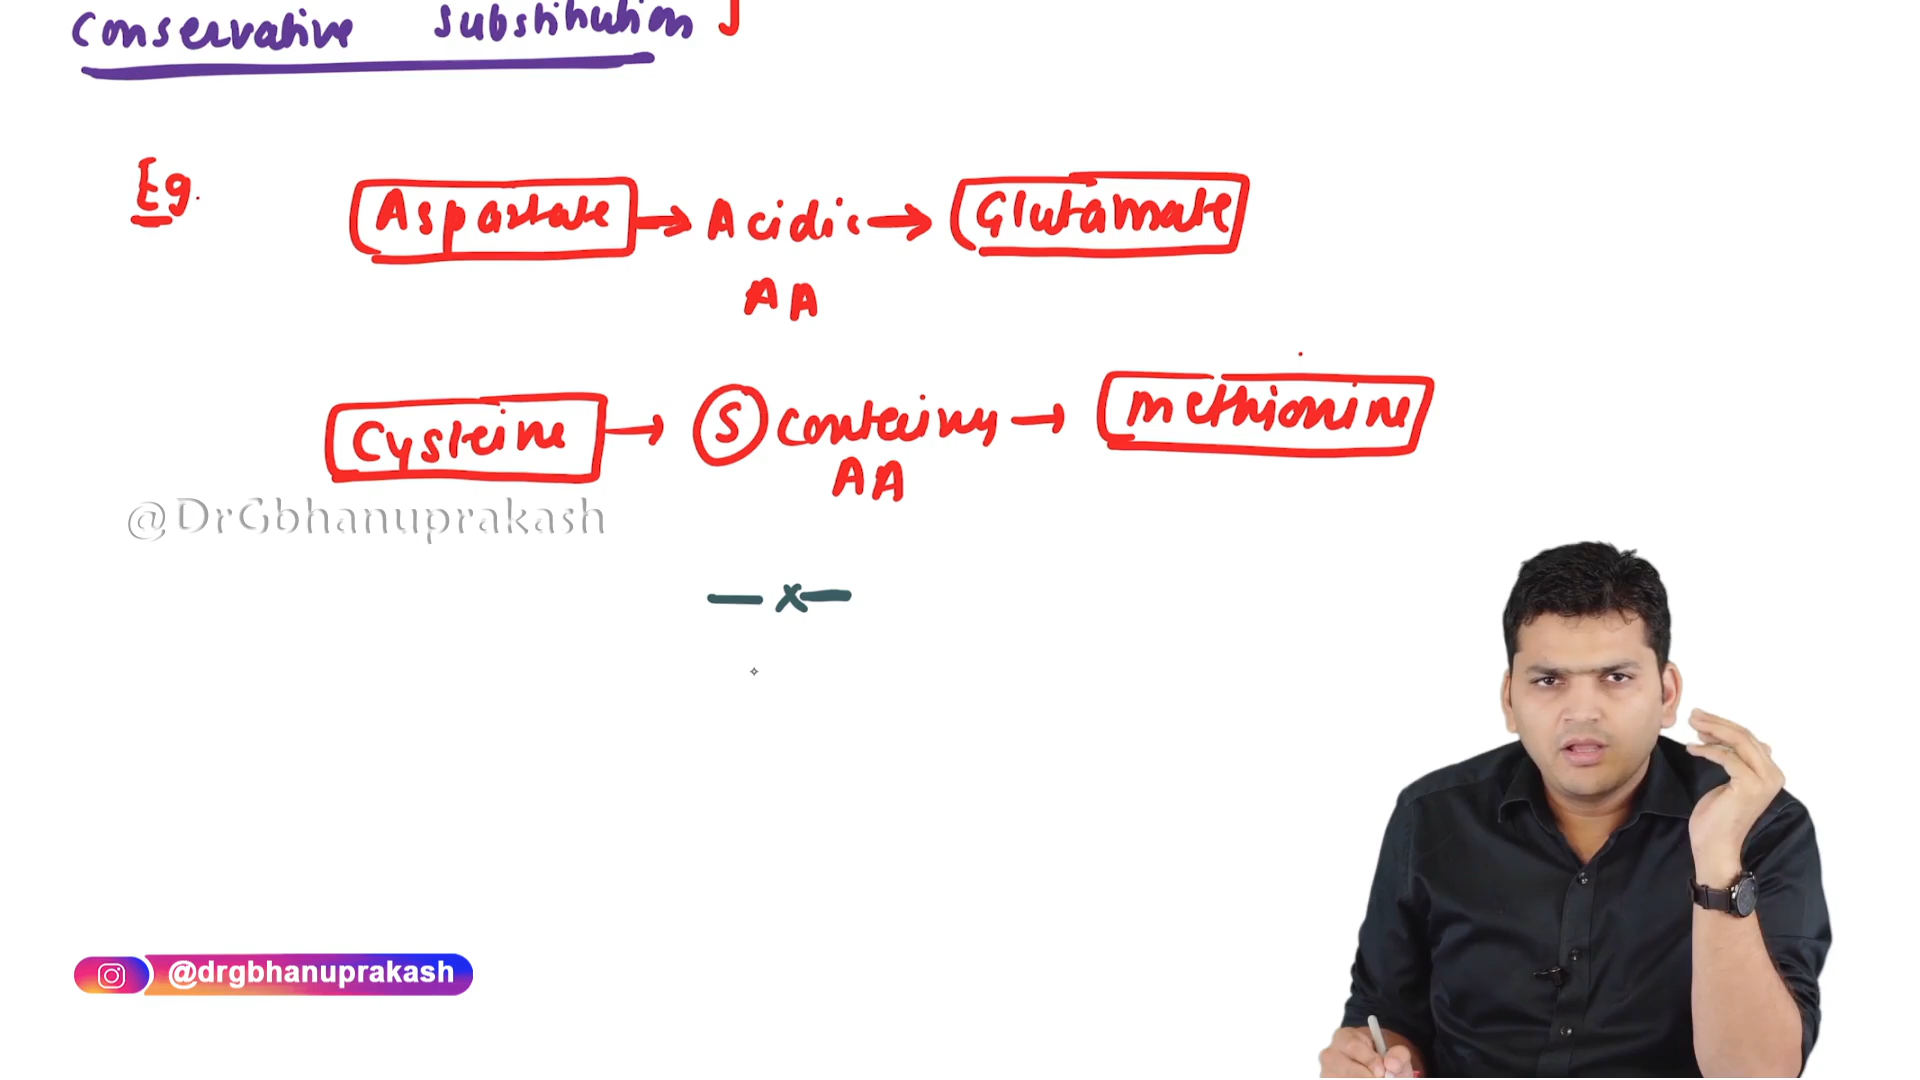 Conservative substitution ]
Eg.
Aspartate → Acidic → Glutamate
AA
Cysteine → S containing → methionine
AA
@DrGbhanuprakash
— x —
@drgbhanuprakash